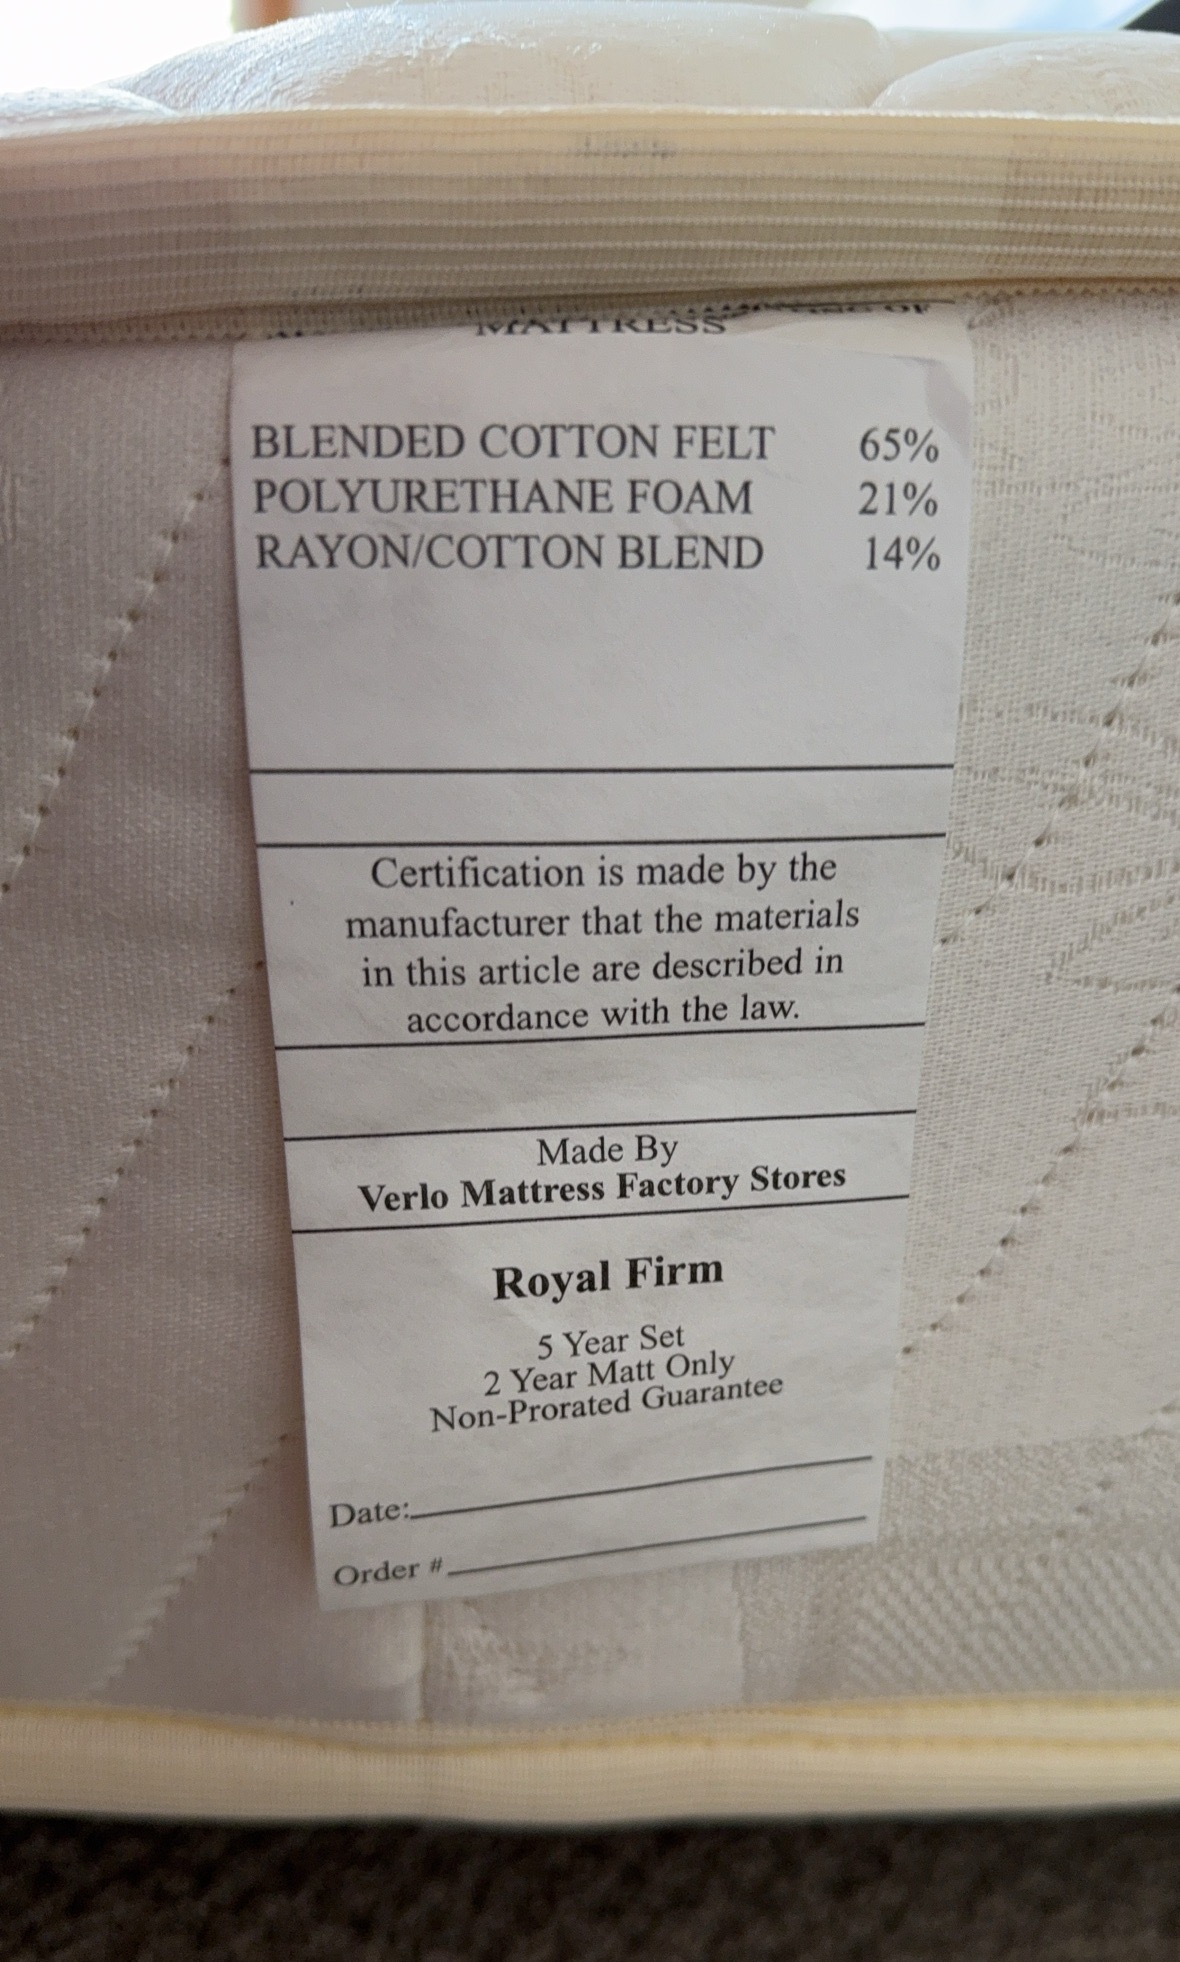 OF
MATTRESS
BLENDED COTTON FELT 65%
POLYURETHANE FOAM 21%
RAYON/COTTON BLEND 14%
Certification is made by the
manufacturer that the materials
in this article are described in
accordance with the law.
Made By
Verlo Mattress Factory Stores
Royal Firm
5 Year Set
2 Year Matt Only
Non-Prorated Guarantee
Date:
Order #